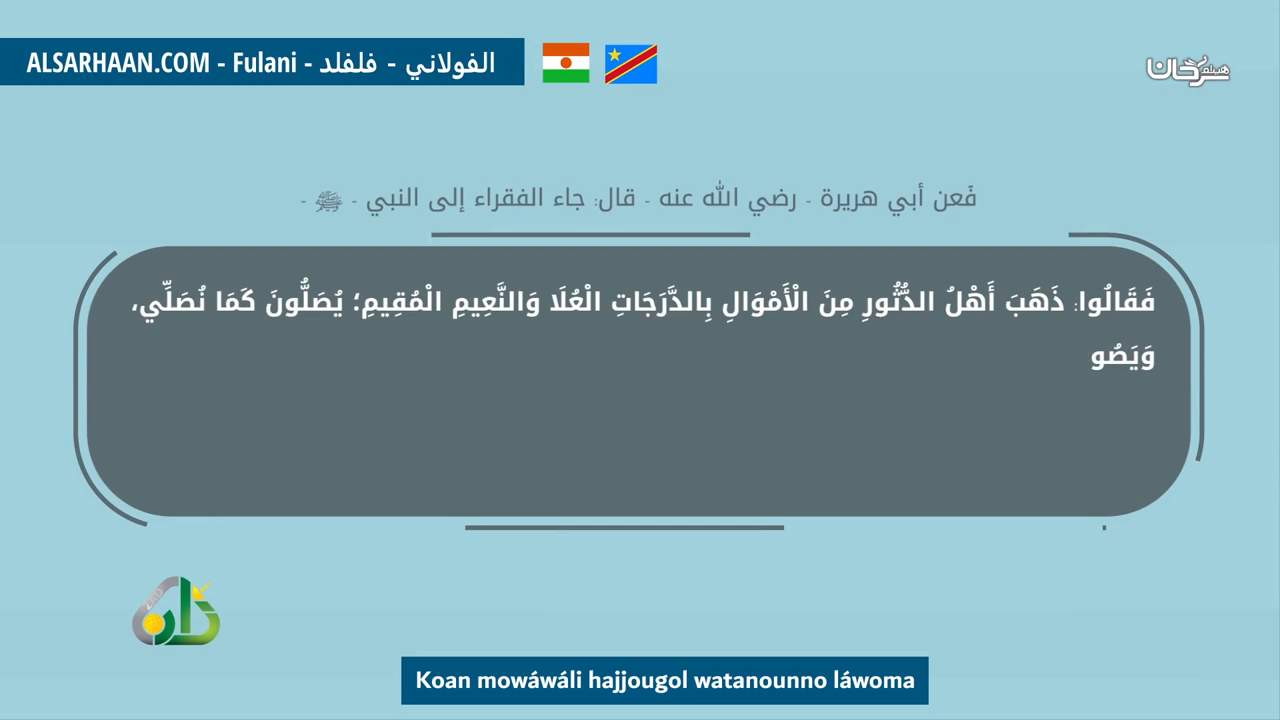 ALSARHAAN.COM - Fulani - الفولاني - فلفلد
سرحان
فَعن أبي هريرة - رضي الله عنه - قال: جاء الفقراء إلى النبي - ﷺ -
فَقَالُوا: ذَهَبَ أَهْلُ الدُّثُورِ مِنَ الْأَمْوَالِ بِالدَّرَجَاتِ الْعُلَا وَالنَّعِيمِ الْمُقِيمِ؛ يُصَلُّونَ كَمَا نُصَلِّي،
وَيَصُو
Koan mowáwáli hajjougol watanounno láwoma